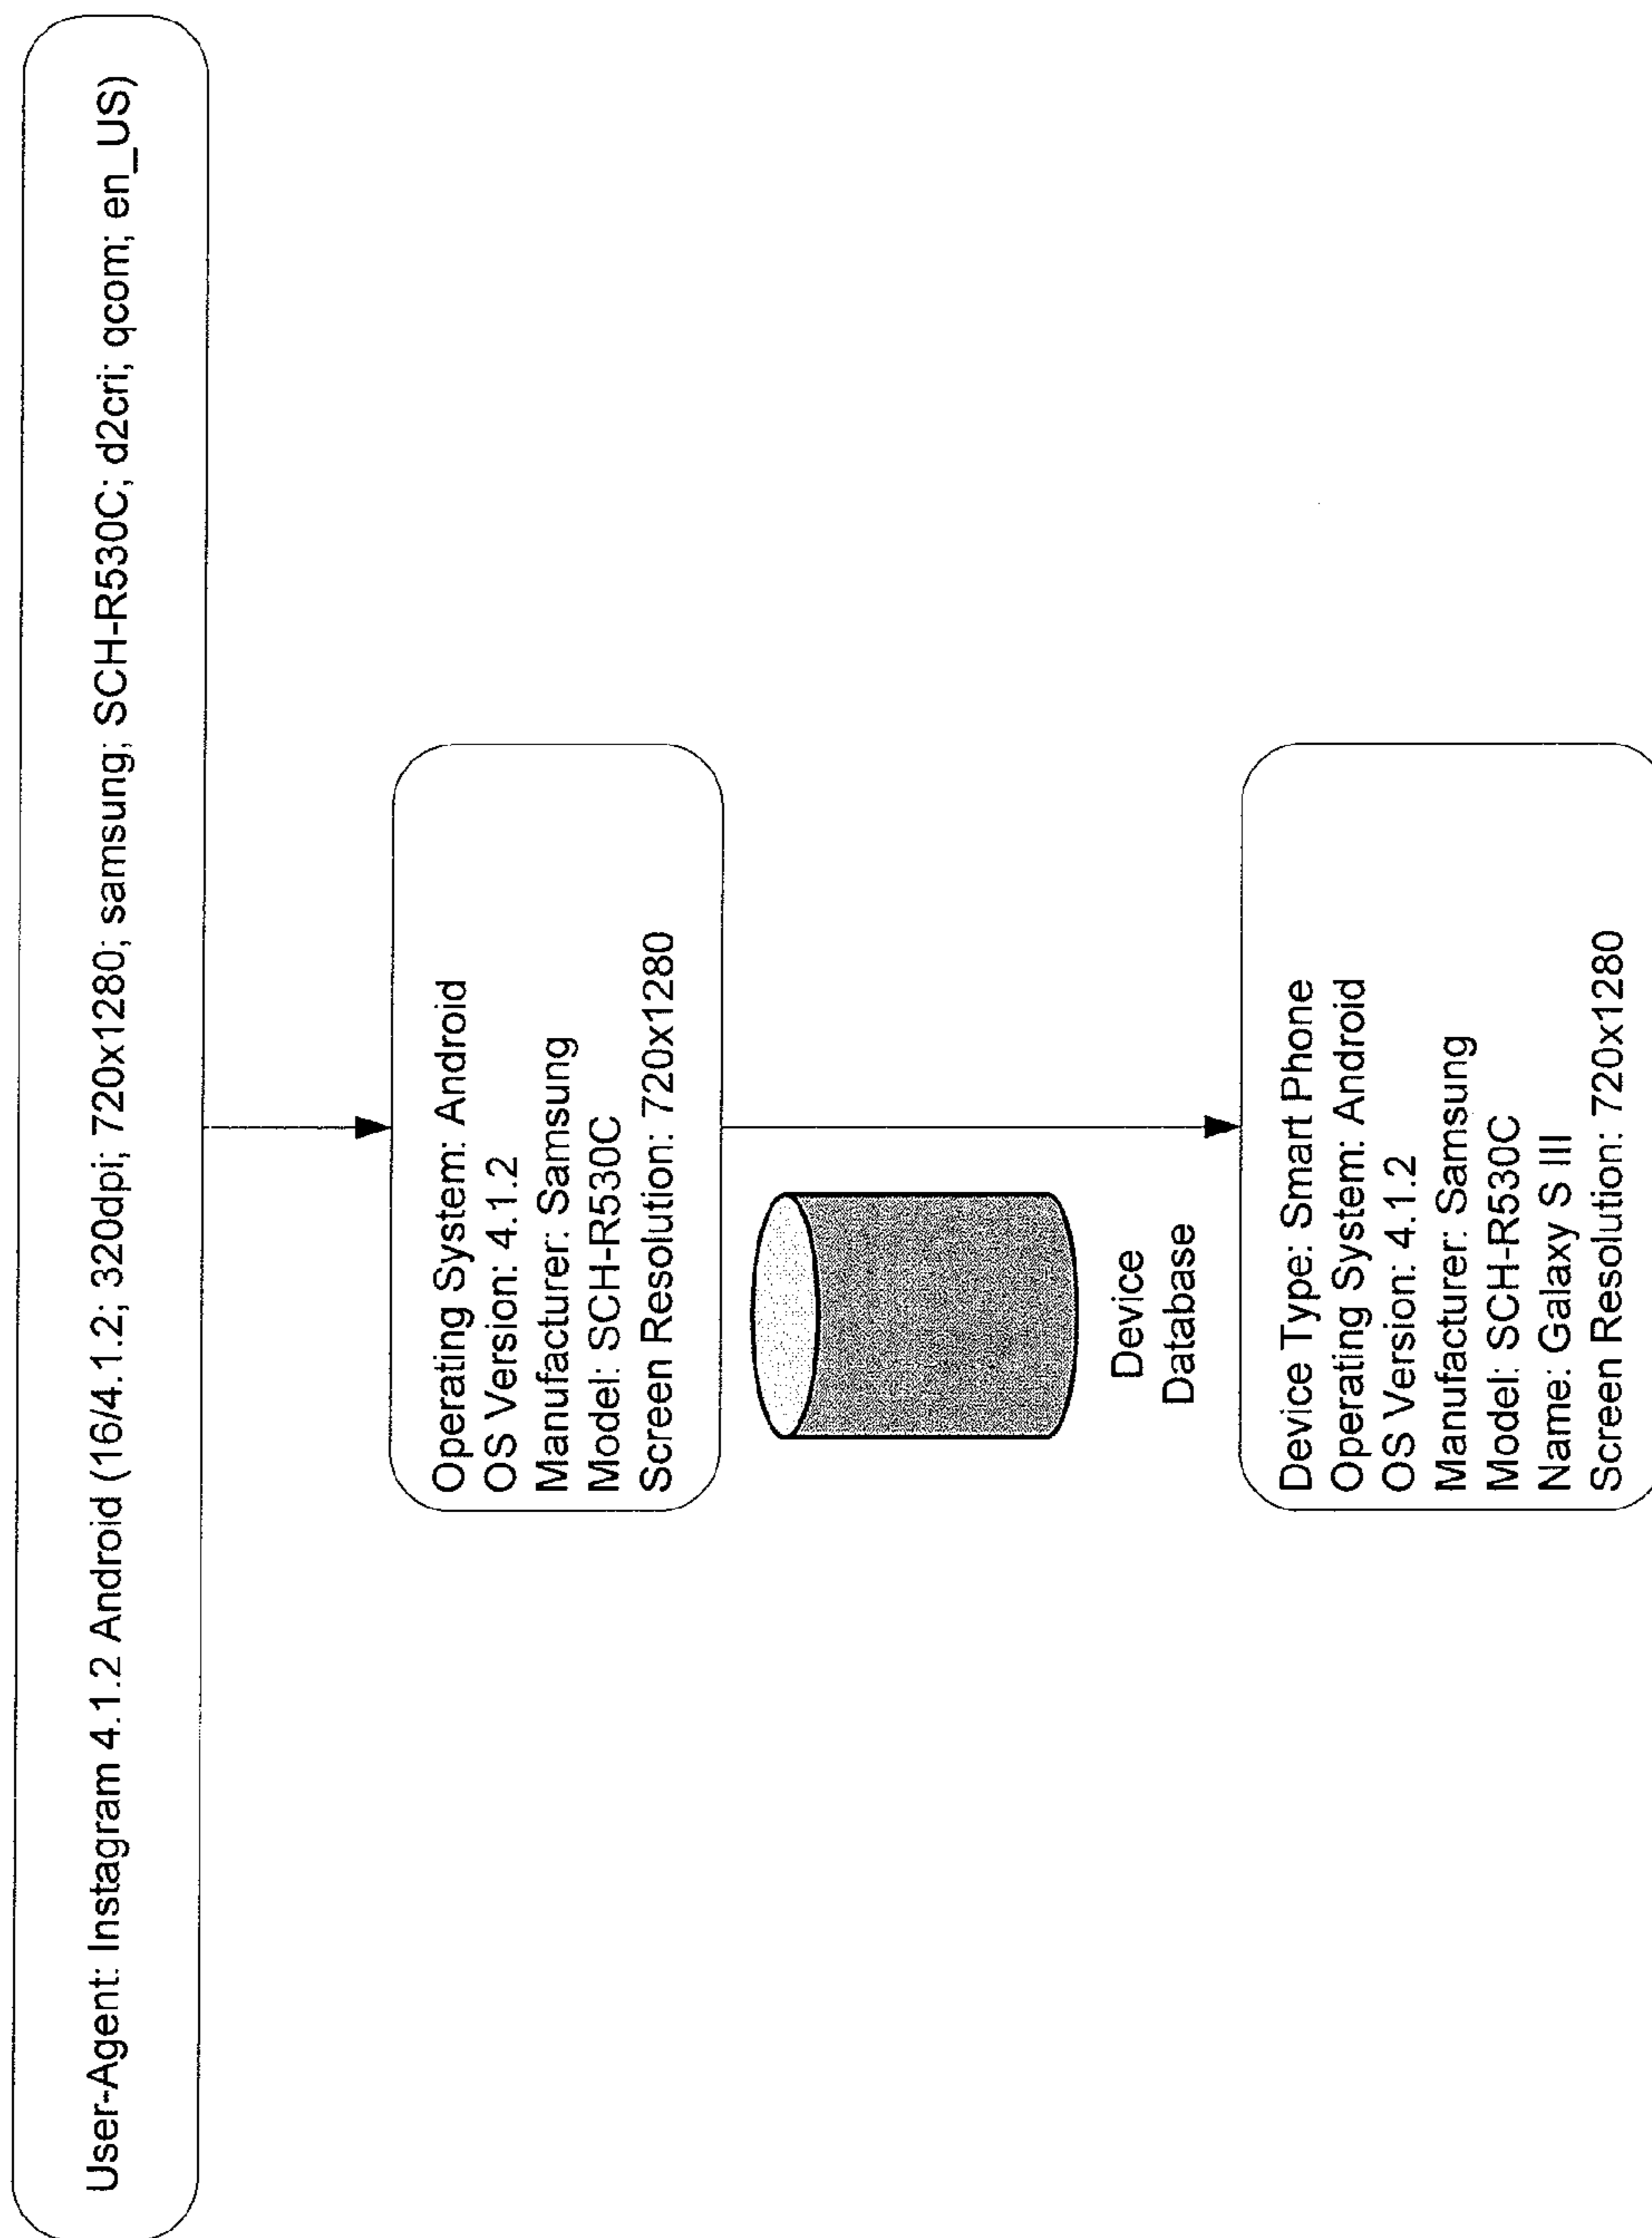 User-Agent: Instagram 4.1.2 Android (16/4.1.2; 320dpi; 720x1280; samsung; SCH-R530C; d2cri; qcom; en_US)
Operating System: Android
OS Version: 4.1.2
Manufacturer: Samsung
Model: SCH-R530C
Screen Resolution: 720x1280
Device
Database
Device Type: Smart Phone
Operating System: Android
OS Version: 4.1.2
Manufacturer: Samsung
Model: SCH-R530C
Name: Galaxy S III
Screen Resolution: 720x1280